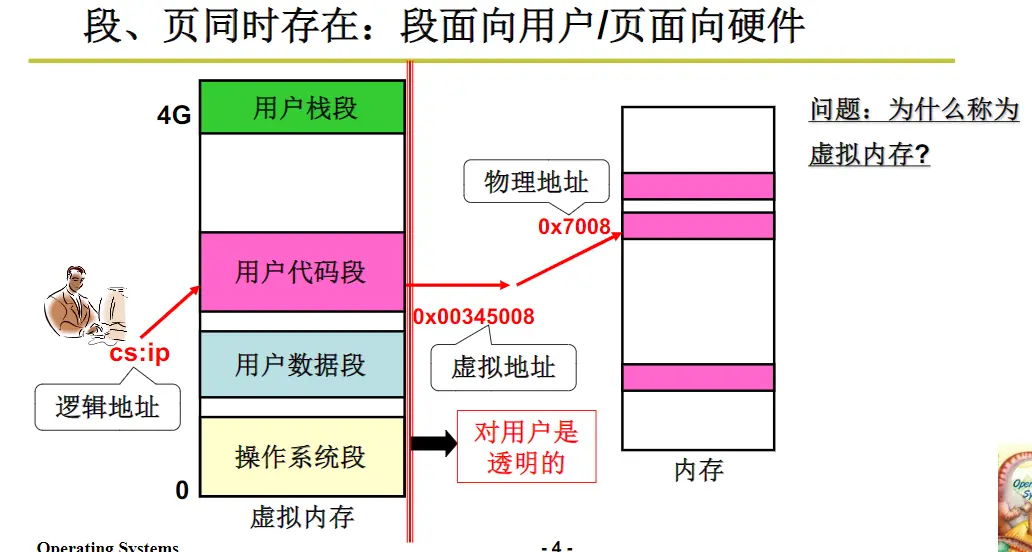 段、页同时存在：段面向用户/页面向硬件
4G
用户栈段
用户代码段
用户数据段
操作系统段
0
虚拟内存
cs:ip
逻辑地址
0x00345008
虚拟地址
对用户是
透明的
物理地址
0x7008
内存
问题：为什么称为
虚拟内存?
Operating Systems
- 4 -